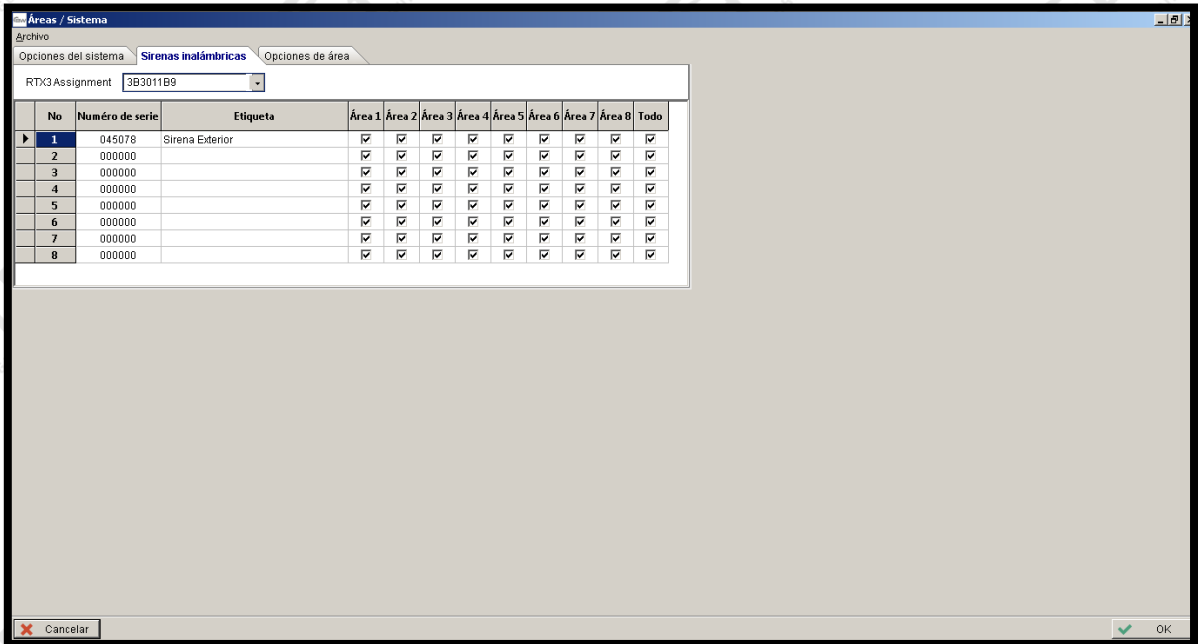 Áreas / Sistema
Archivo
Opciones del sistema Sirenas inalámbricas Opciones de área
RTX3 Assignment 3B3011B9
No Numéro de serie Etiqueta Área 1 Área 2 Área 3 Área 4 Área 5 Área 6 Área 7 Área 8 Todo
1 045078 Sirena Exterior
2 000000
3 000000
4 000000
5 000000
6 000000
7 000000
8 000000
Cancelar OK